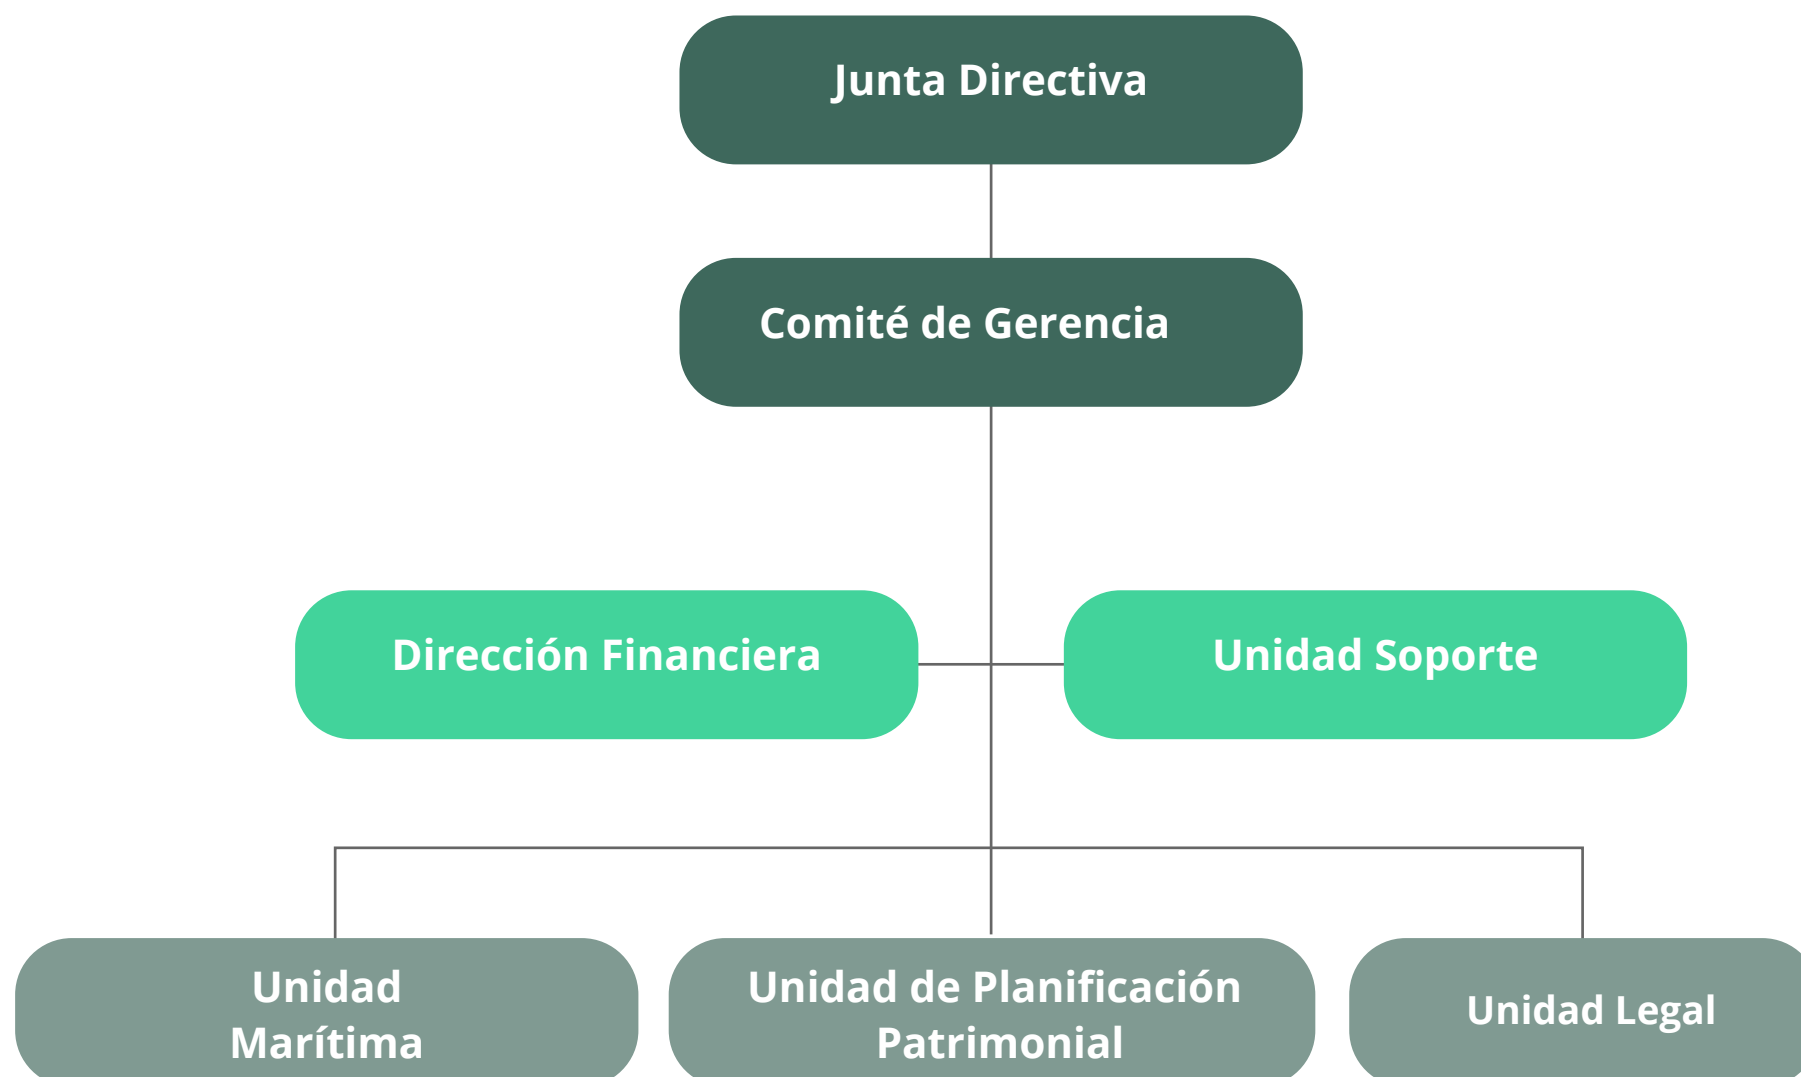 Junta Directiva
Comité de Gerencia
Dirección Financiera
Unidad Soporte
Unidad
Marítima
Unidad de Planificación
Patrimonial
Unidad Legal